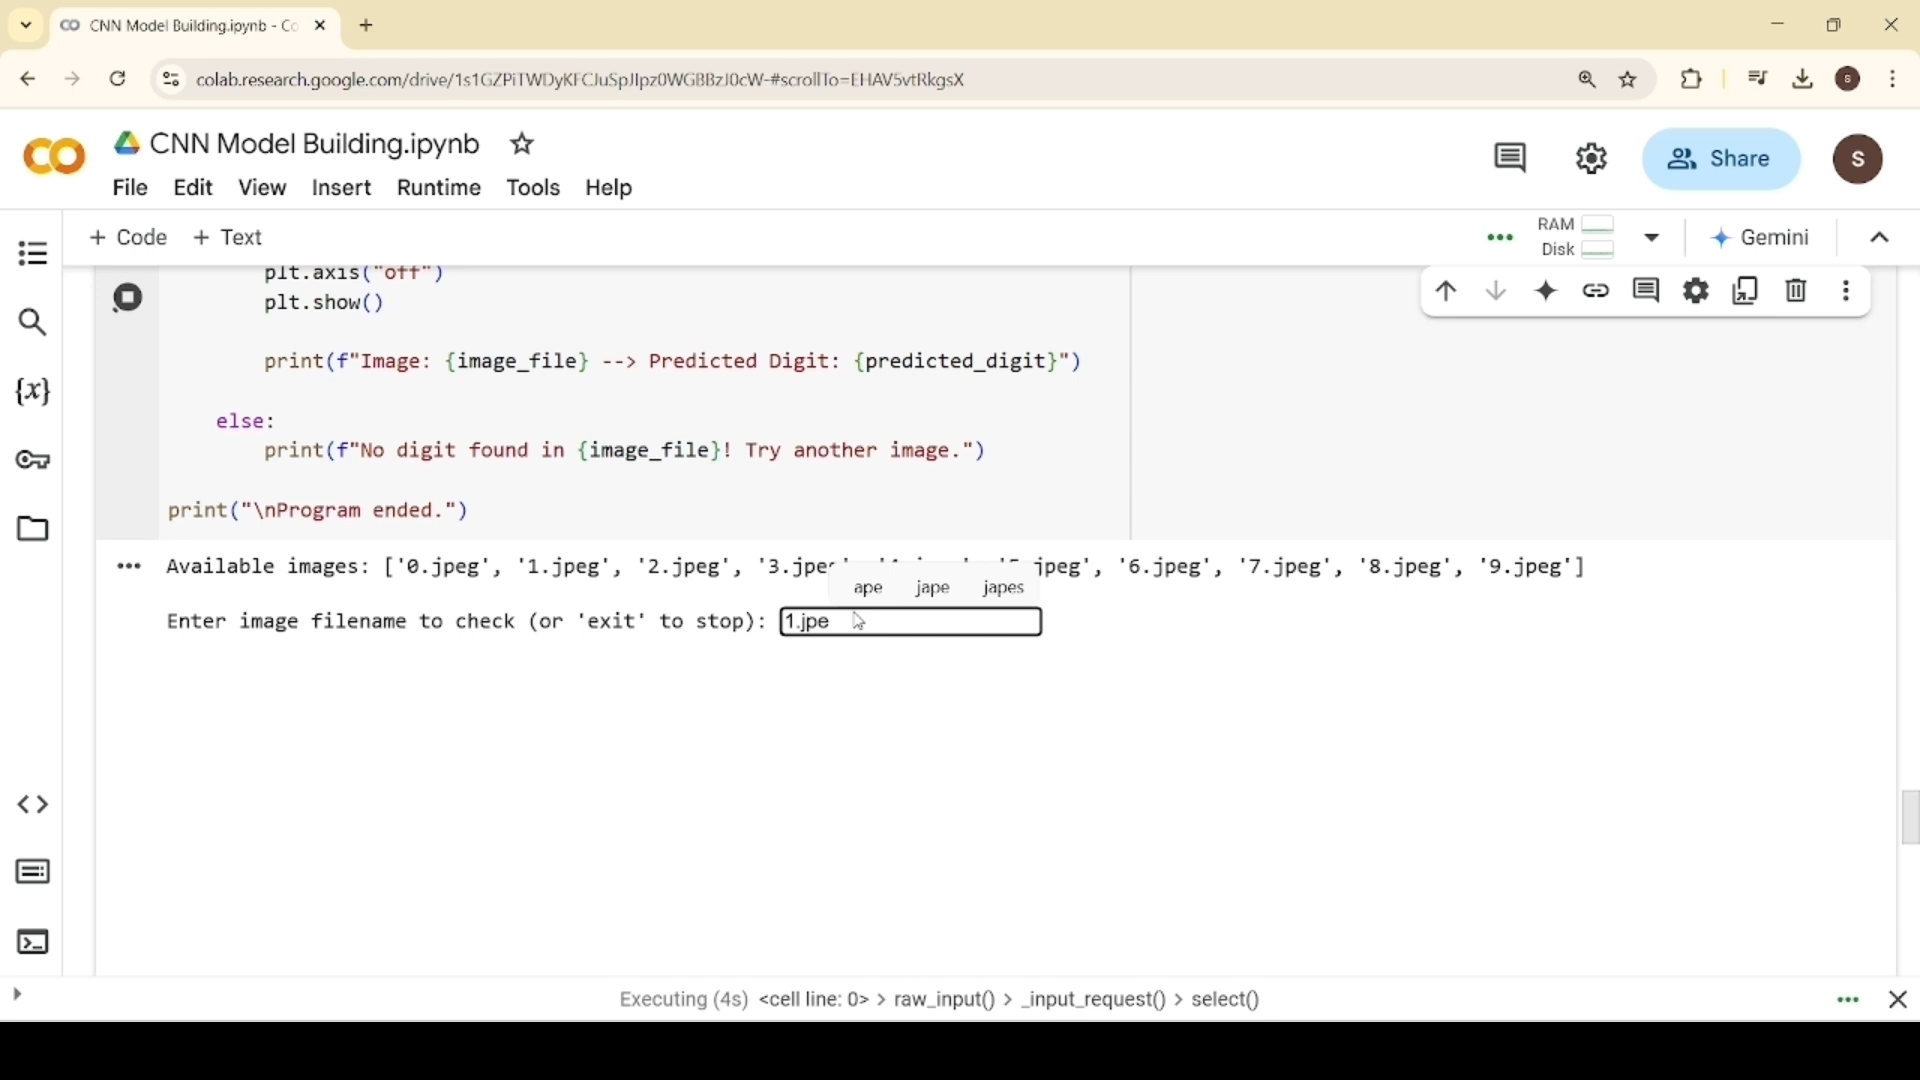 CNN Model Building.ipynb - Co
colab.research.google.com/drive/1s1GZPiTWDyKFCJuSpJIpz0WGBBzJ0cW-#scrollTo=EHAV5vtRkgsX
S
CNN Model Building.ipynb
Share
S
File Edit View Insert Runtime Tools Help
+ Code + Text
RAM
Disk
Gemini
plt.axis("off")
plt.show()
print(f"Image: {image_file} --> Predicted Digit: {predicted_digit}")
else:
print(f"No digit found in {image_file}! Try another image.")
print("\nProgram ended.")
Available images: ['0.jpeg', '1.jpeg', '2.jpeg', '3.jpeg jpeg', '6.jpeg', '7.jpeg', '8.jpeg', '9.jpeg']
ape jape japes
Enter image filename to check (or 'exit' to stop): 1.jpe
Executing (4s) <cell line: 0> > raw_input() > _input_request() > select()